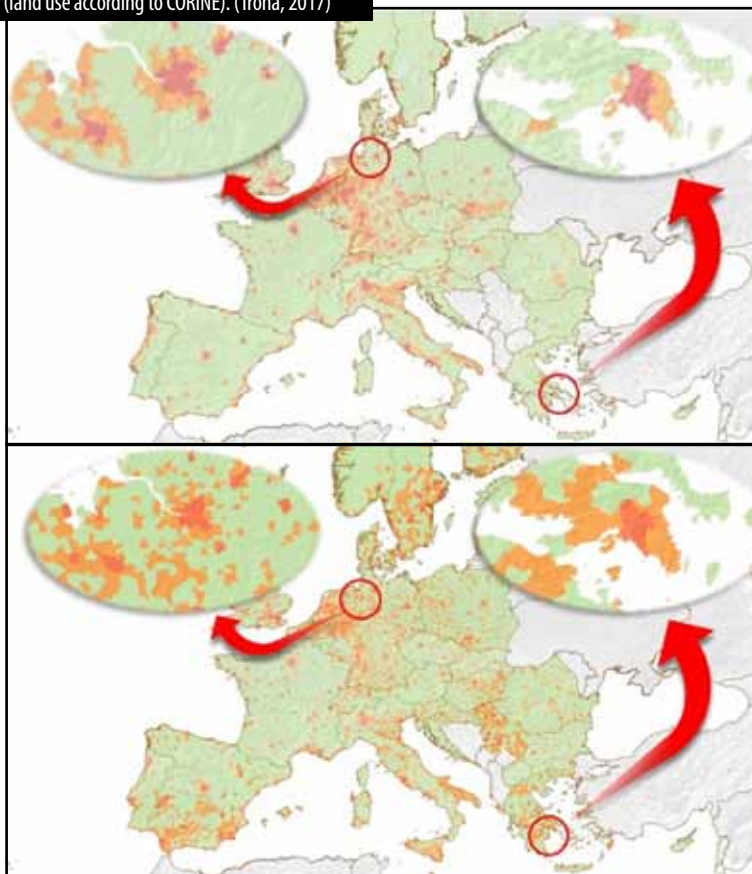 (land use according to CORINE). (Trona, 2017)